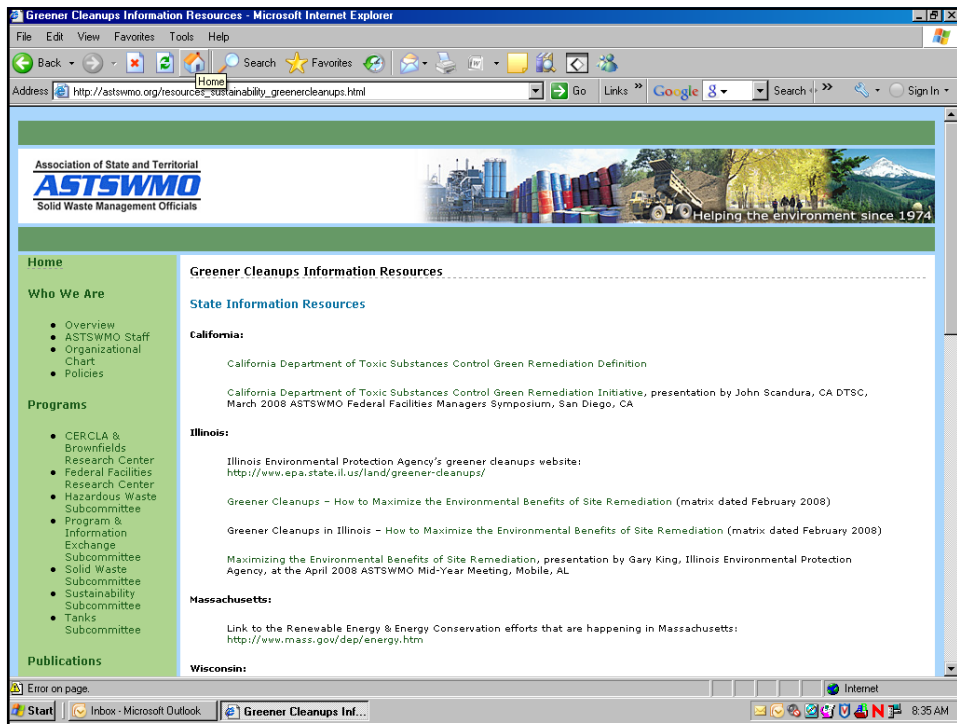 Greener Cleanups Information Resources - Microsoft Internet Explorer
File Edit View Favorites Tools Help
Back Search Favorites
Home
Address http://astswmo.org/resources_sustainability_greenercleanups.html Go Links » Google 8 Search » Sign In
Association of State and Territorial
ASTSWMO
Solid Waste Management Officials
Helping the environment since 1974
Home
Who We Are
Overview
ASTSWMO Staff
Organizational
Chart
Policies
Programs
CERCLA &
Brownfields
Research Center
Federal Facilities
Research Center
Hazardous Waste
Subcommittee
Program &
Information
Exchange
Subcommittee
Solid Waste
Subcommittee
Sustainability
Subcommittee
Tanks
Subcommittee
Publications
Greener Cleanups Information Resources
State Information Resources
California:
California Department of Toxic Substances Control Green Remediation Definition
California Department of Toxic Substances Control Green Remediation Initiative, presentation by John Scandura, CA DTSC,
March 2008 ASTSWMO Federal Facilities Managers Symposium, San Diego, CA
Illinois:
Illinois Environmental Protection Agency's greener cleanups website:
http://www.epa.state.il.us/land/greener-cleanups/
Greener Cleanups – How to Maximize the Environmental Benefits of Site Remediation (matrix dated February 2008)
Greener Cleanups in Illinois – How to Maximize the Environmental Benefits of Site Remediation (matrix dated February 2008)
Maximizing the Environmental Benefits of Site Remediation, presentation by Gary King, Illinois Environmental Protection
Agency, at the April 2008 ASTSWMO Mid-Year Meeting, Mobile, AL
Massachusetts:
Link to the Renewable Energy & Energy Conservation efforts that are happening in Massachusetts:
http://www.mass.gov/dep/energy.htm
Wisconsin:
Error on page. Internet
Start Inbox - Microsoft Outlook Greener Cleanups Inf... 8:35 AM